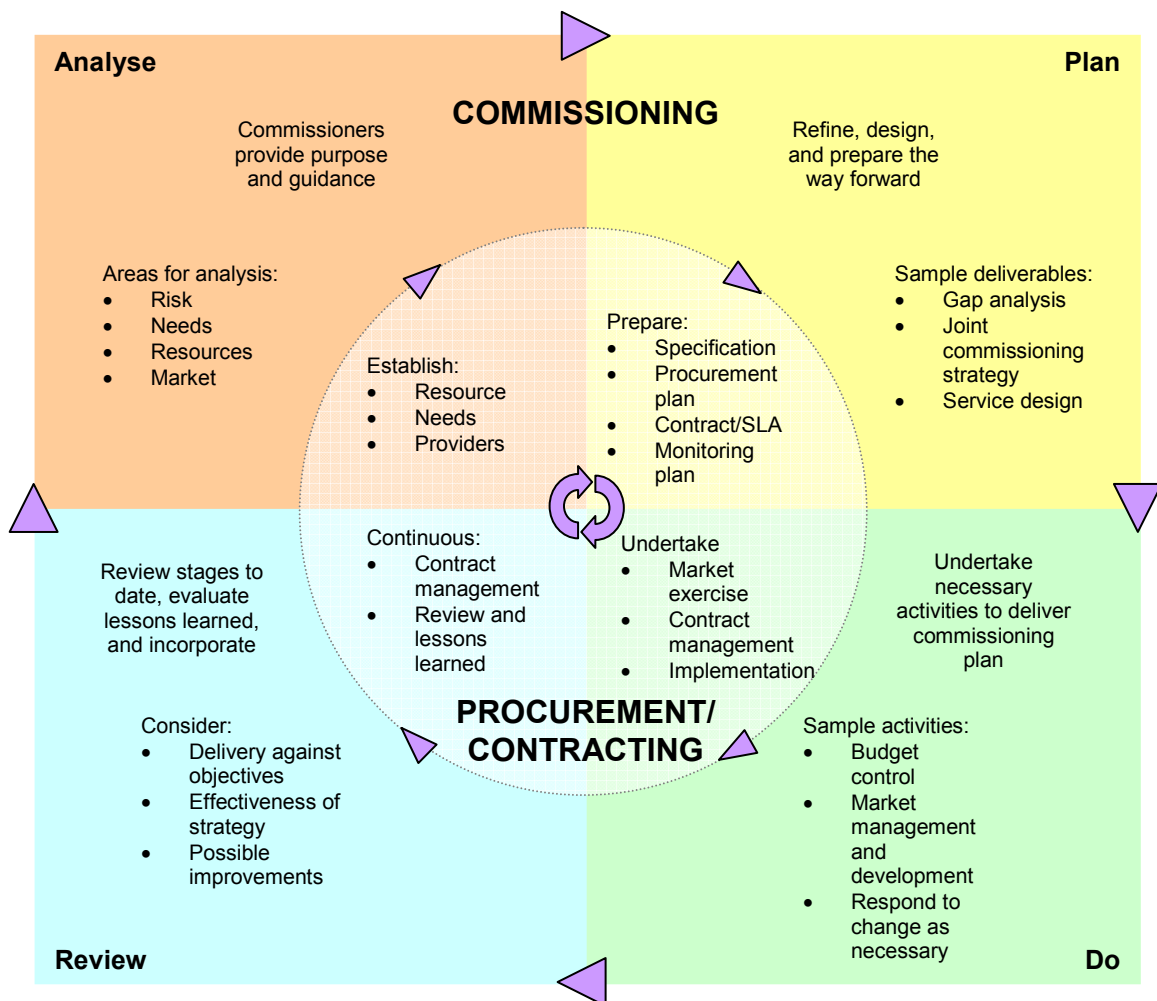 Analyse
Plan
COMMISSIONING
Commissioners
provide purpose
and guidance
Refine, design,
and prepare the
way forward
Areas for analysis:
• Risk
• Needs
• Resources
• Market
Establish:
• Resource
• Needs
• Providers
Prepare:
• Specification
• Procurement
plan
• Contract/SLA
• Monitoring
plan
Sample deliverables:
• Gap analysis
• Joint
commissioning
strategy
• Service design
Review stages to
date, evaluate
lessons learned,
and incorporate
Continuous:
• Contract
management
• Review and
lessons
learned
Undertake
• Market
exercise
• Contract
management
• Implementation
Undertake
necessary
activities to deliver
commissioning
plan
PROCUREMENT/
CONTRACTING
Consider:
• Delivery against
objectives
• Effectiveness of
strategy
• Possible
improvements
Sample activities:
• Budget
control
• Market
management
and
development
• Respond to
change as
necessary
Review
Do